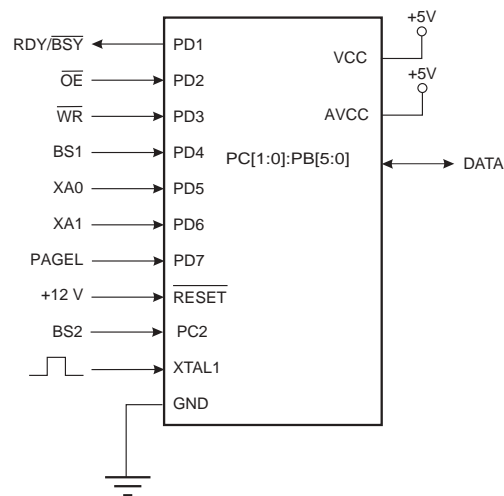 +5V
RDY/BSY
PD1
VCC
OE
PD2
+5V
WR
PD3
AVCC
BS1
PD4
PC[1:0]:PB[5:0]
DATA
XA0
PD5
XA1
PD6
PAGEL
PD7
+12 V
RESET
BS2
PC2
XTAL1
GND